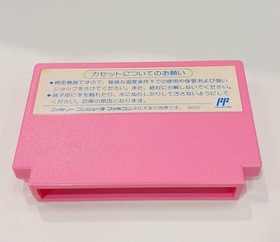 カセットについてのお願い
●精密機器ですので、極端な温度条件下での使用や保管および強い
ショックをさけてください。また、絶対に分解しないでください。
●端子部に手を触れたり、水にぬらしたりして汚さないようにして
ください。故障の原因となります。
ファミリーコンピュータ ファミコンは任天堂の商標です。